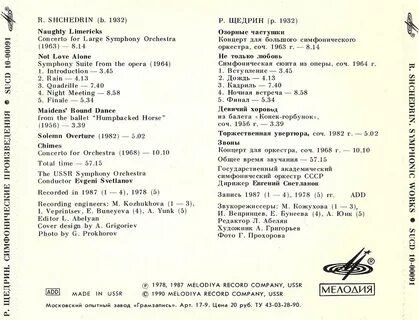 R. SHCHEDRIN (b. 1932)
Naughty Limericks
Concerto for Large Symphony Orchestra
(1963) — 8.14
Not Love Alone
Symphony Suite from the opera (1964)
1. Introduction — 3.45
2. Rain — 4.13
3. Quadrille — 7.40
4. Night Meeting — 8.58
5. Finale — 5.34
Maidens' Round Dance
from the ballet "Humpbacked Horse"
(1956) — 3.39
Solemn Overture (1982) — 5.02
Chimes
Concerto for Orchestra (1968) — 10.10
Total time — 57.15
The USSR Symphony Orchestra
Conductor Evgeni Svetlanov
Recorded in 1987 (1—4), 1978 (5)
Recording engineers: M. Kozhukhova (1—3),
I. Veprintsev, E. Buneyeva (4), A. Yunk (5)
Editor L. Abelyan
Cover design by A. Grigoriev
Photo by G. Prokhorov
Р. ЩЕДРИН (р. 1932)
Озорные частушки
Концерт для большого симфонического
оркестра, соч. 1963 г. — 8.14
Не только любовь
Симфоническая сюита из оперы, соч. 1964 г.
1. Вступление — 3.45
2. Дождь — 4.13
3. Кадриль — 7.40
4. Ночная встреча — 8.58
5. Финал — 5.34
Девичий хоровод
из балета «Конек-горбунок»,
соч. 1956 г. — 3.39
Торжественная увертюра, соч. 1982 г. — 5.02
Звоны
Концерт для оркестра, соч. 1968 г. — 10.10
Общее время звучания — 57.15
Государственный академический
симфонический оркестр СССР
Дирижер Евгений Светланов
Запись 1987 (1—4), 1978 (5) гг. ADD
Звукорежиссеры: М. Кожухова (1—3),
И. Вепринцев, Е. Бунеева (4), А. Юнк (5)
Редактор Л. Абелян
Художник А. Григорьев
Фото Г. Прохорова
ADD
MADE IN USSR
℗ 1978, 1987 MELODIYA RECORD COMPANY, USSR
© 1990 MELODIYA RECORD COMPANY, USSR
Московский опытный завод «Грамзапись». Арт. 17-9. Цена 20 руб. ТУ 43-03-28-90.
МЕЛОДИЯ
Р. ЩЕДРИН. СИМФОНИЧЕСКИЕ ПРОИЗВЕДЕНИЯ ● SUCD 10-00091
R. SHCHEDRIN. SYMPHONIC WORKS ● SUCD 10-00091